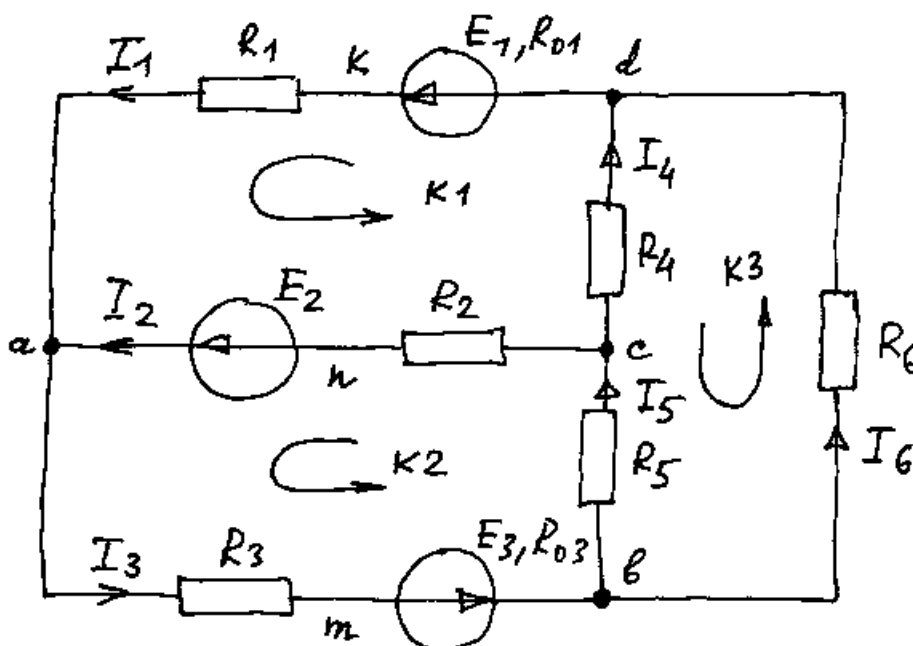 I1 R1 K E1, R01 d
K1 I4
R4 K3
I2 E2 R2
a n c R6
I5
K2 R5 I6
I3 R3 E3, R03 b
m